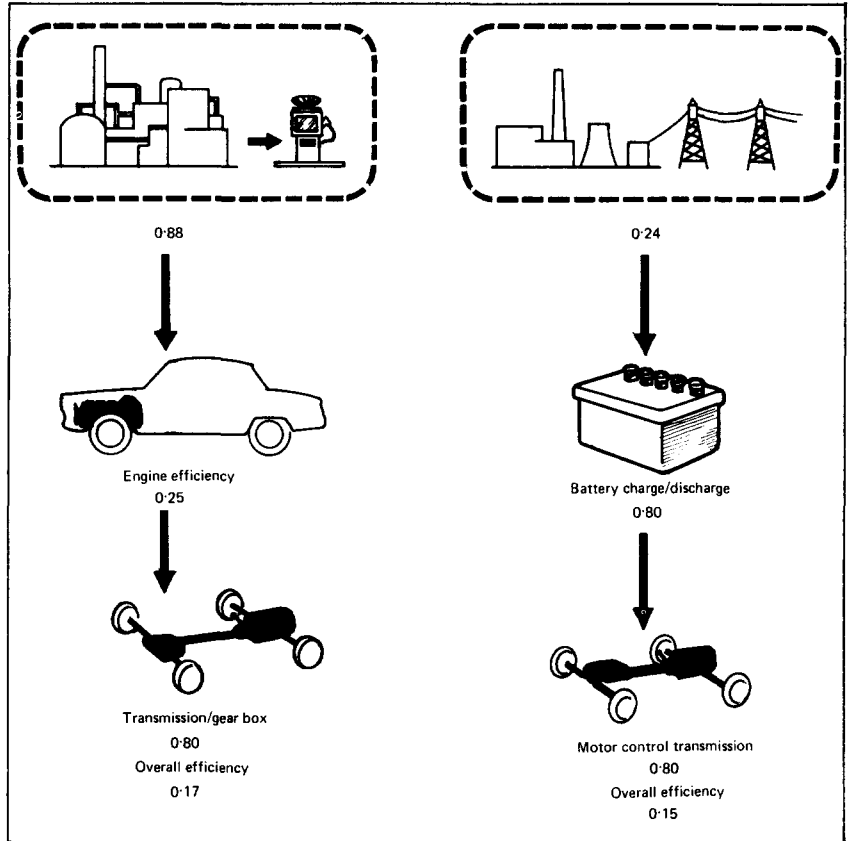 0·88
Engine efficiency
0·25
Transmission/gear box
0·80
Overall efficiency
0·17
0·24
Battery charge/discharge
0·80
Motor control transmission
0·80
Overall efficiency
0·15